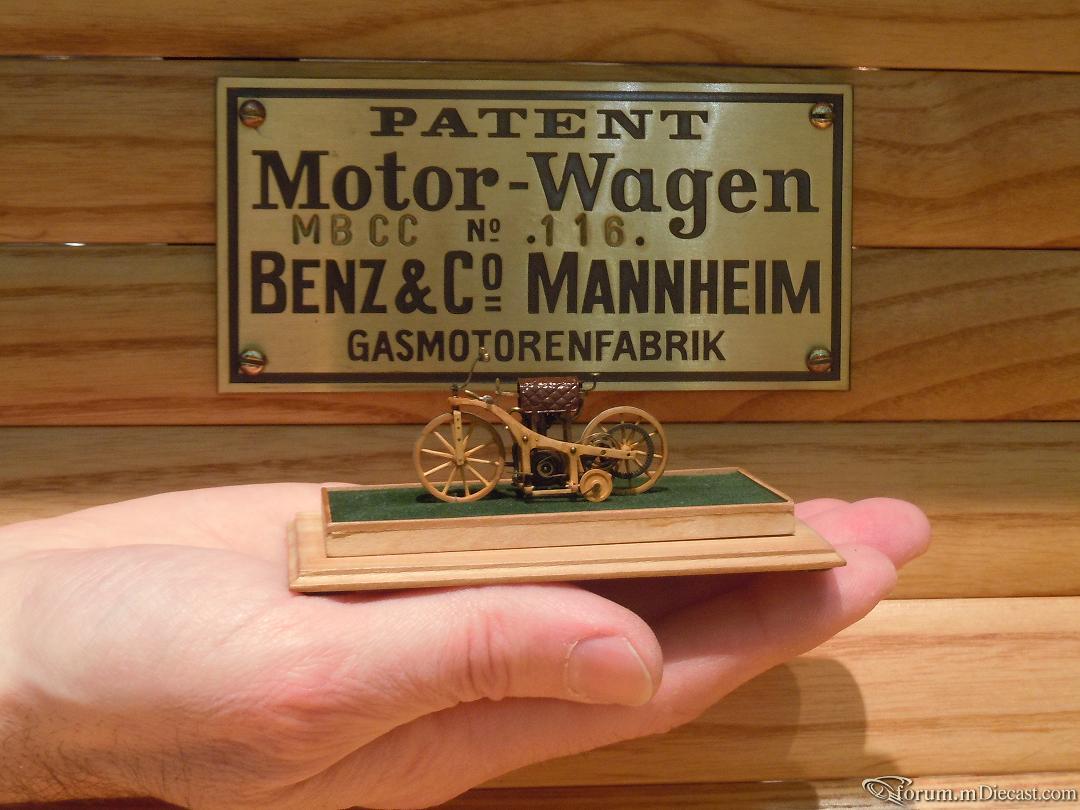 PATENT
Motor-Wagen
MBCC Nº .116.
BENZ & Cº MANNHEIM
GASMOTORENFABRIK
forum.mDiecast.com